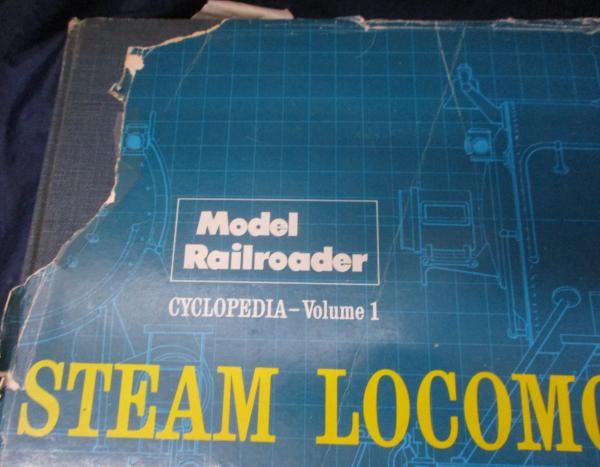 Model
Railroader
CYCLOPEDIA – Volume 1
STEAM LOCOMO